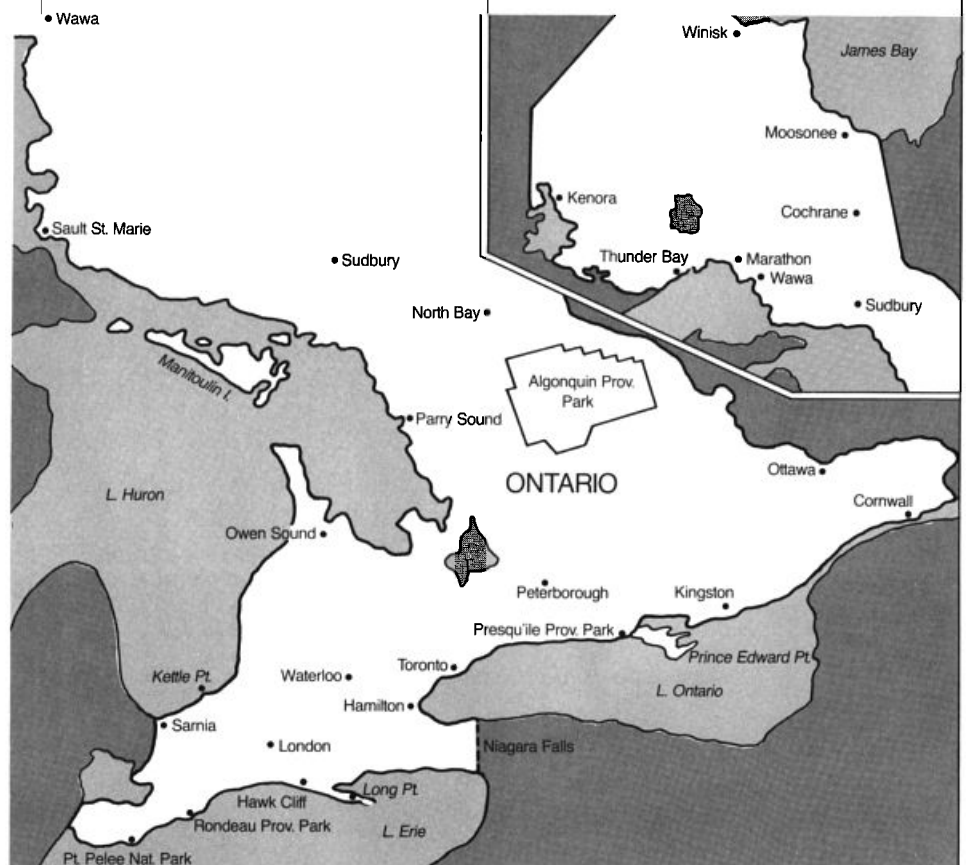 Wawa
Winisk
James Bay
Moosonee
Kenora
Cochrane
Sault St. Marie
Sudbury
Thunder Bay
Marathon
Wawa
Sudbury
North Bay
Manitoulin I.
Algonquin Prov.
Park
Parry Sound
ONTARIO
Ottawa
L. Huron
Cornwall
Owen Sound
Peterborough
Kingston
Presqu'ile Prov. Park
Prince Edward Pt.
Toronto
Kettle Pt.
Waterloo
L. Ontario
Hamilton
Sarnia
London
Niagara Falls
Long Pt.
Hawk Cliff
Rondeau Prov. Park
L. Erie
Pt. Pelee Nat. Park